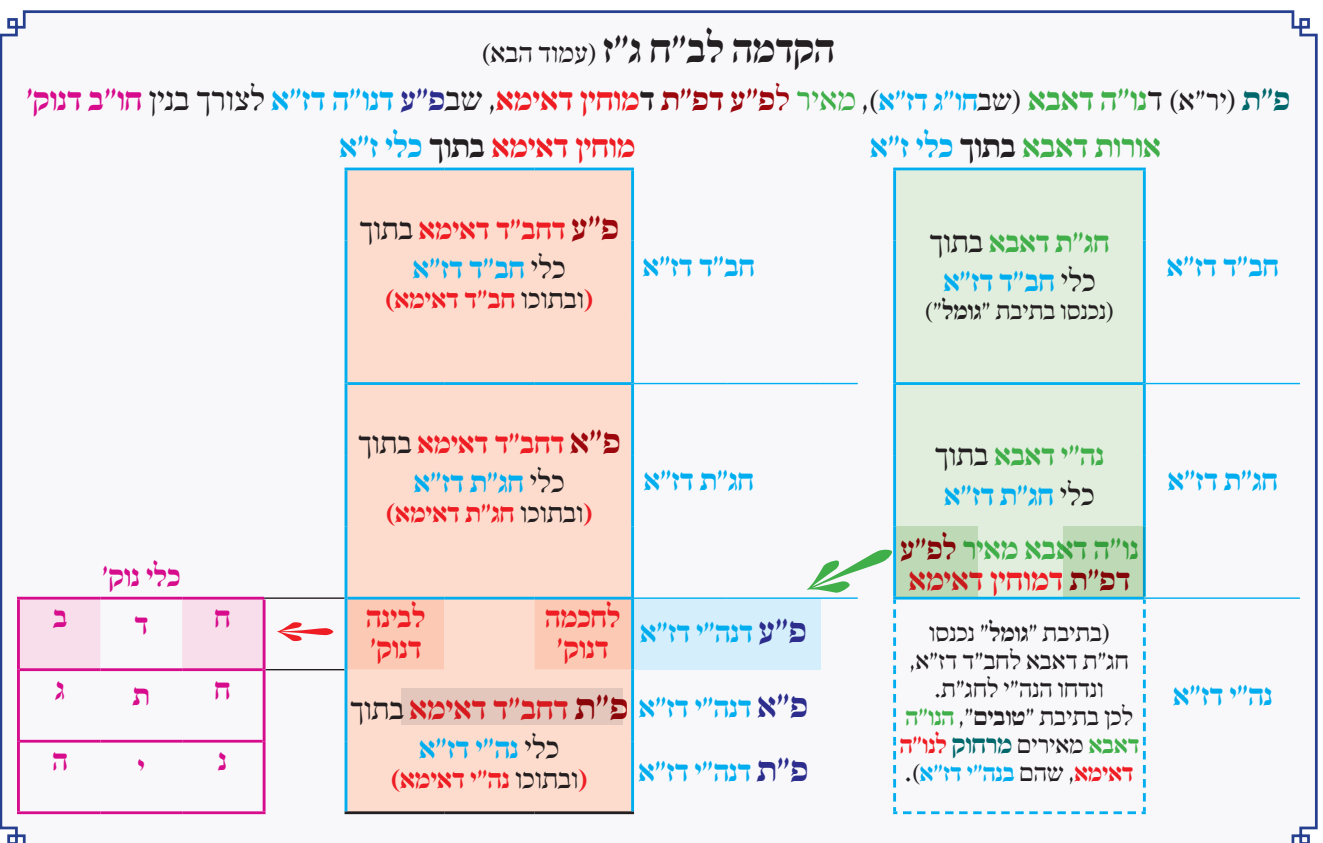 הקדמה לב"ח ג"ז (עמוד הבא)
פ"ת (יר"א) דנו"ה דאבא (שבחו"ג דז"א), מאיר לפ"ע דפ"ת דמוחין דאימא, שבפ"ע דנו"ה דז"א לצורך בנין חו"ב דנוק'
אורות דאבא בתוך כלי ז"א
חב"ד דז"א
חג"ת דאבא בתוך
כלי חב"ד דז"א
(נכנסו בתיבת "גומל")
חג"ת דז"א
נה"י דאבא בתוך
כלי חג"ת דז"א
נו"ה דאבא מאיר לפ"ע
דפ"ת דמוחין דאימא
נה"י דז"א
(בתיבת "גומל" נכנסו
חג"ת דאבא לחב"ד דז"א,
ונדחו הנה"י לחג"ת.
לכן בתיבת "טובים", הנו"ה
דאבא מאירים מרחוק לנו"ה
דאימא, שהם בנה"י דז"א).
מוחין דאימא בתוך כלי ז"א
חב"ד דז"א
פ"ע דחב"ד דאימא בתוך
כלי חב"ד דז"א
(ובתוכו חב"ד דאימא)
חג"ת דז"א
פ"א דחב"ד דאימא בתוך
כלי חג"ת דז"א
(ובתוכו חג"ת דאימא)
פ"ע דנה"י דז"א
לחכמה
דנוק'
לבינה
דנוק'
פ"א דנה"י דז"א
פ"ת דנה"י דז"א
פ"ת דחב"ד דאימא בתוך
כלי נה"י דז"א
(ובתוכו נה"י דאימא)
כלי נוק'
ח ד ב
ח ת ג
נ י ה